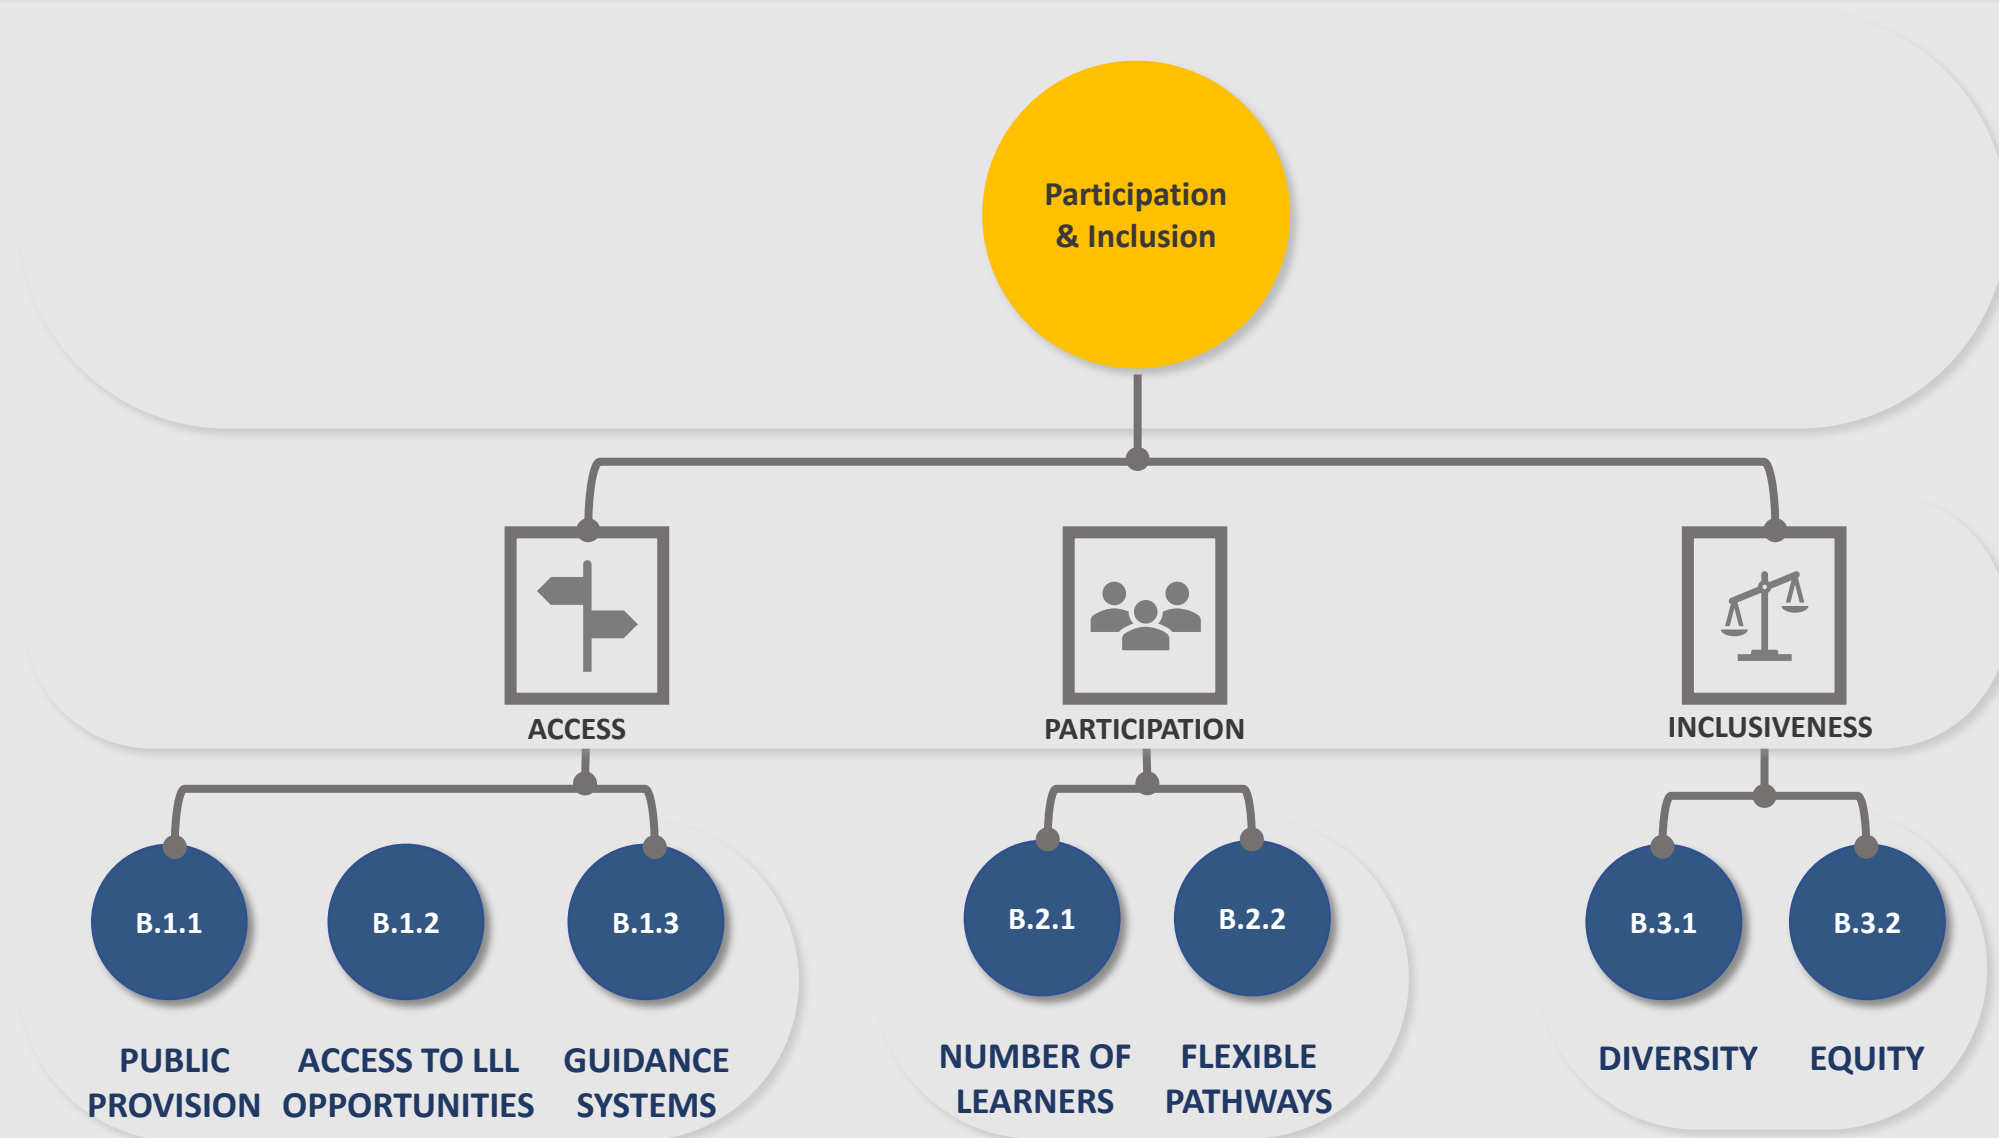 Participation
& Inclusion
ACCESS
PARTICIPATION
INCLUSIVENESS
B.1.1
B.1.2
B.1.3
B.2.1
B.2.2
B.3.1
B.3.2
PUBLIC
PROVISION
ACCESS TO LLL
OPPORTUNITIES
GUIDANCE
SYSTEMS
NUMBER OF
LEARNERS
FLEXIBLE
PATHWAYS
DIVERSITY
EQUITY